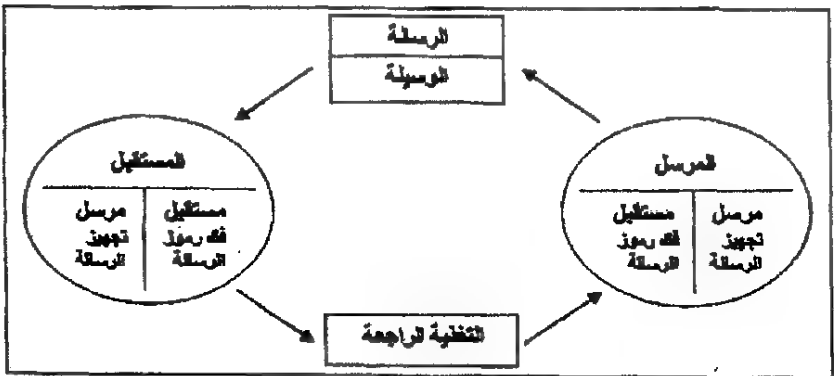 الرسالة
الوسيلة
المرسل
مرسل
تجهيز
الرسالة
مستقبل
فك رموز
الرسالة
المستقبل
مستقبل
فك رموز
الرسالة
مرسل
تجهيز
الرسالة
التغذية الراجعة